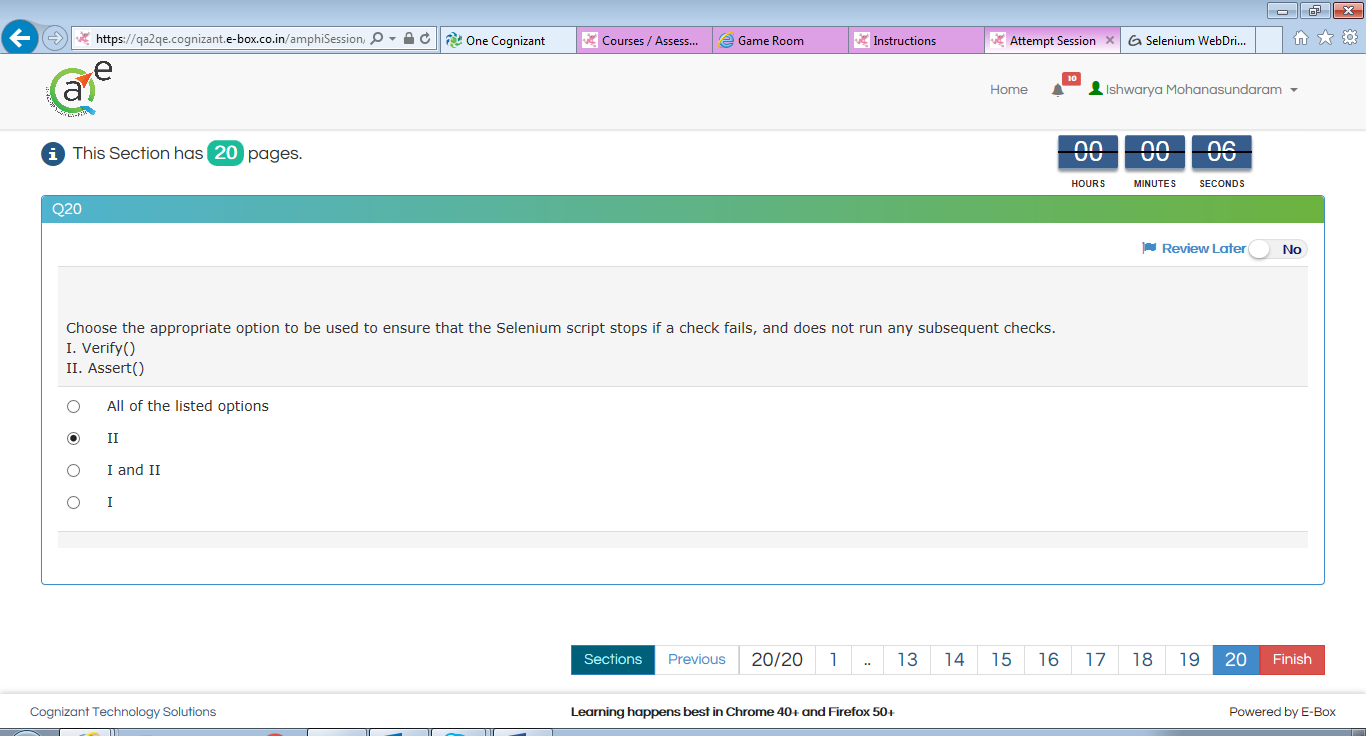 https://qa2qe.cognizant.e-box.co.in/amphiSession, One Cognizant Courses / Assess... Game Room Instructions Attempt Session Selenium WebDri...
a e
Home 10 Ishwarya Mohanasundaram
This Section has 20 pages.
00 00 06
HOURS MINUTES SECONDS
Q20
Review Later No
Choose the appropriate option to be used to ensure that the Selenium script stops if a check fails, and does not run any subsequent checks.
I. Verify()
II. Assert()
All of the listed options
II
I and II
I
Sections Previous 20/20 1 .. 13 14 15 16 17 18 19 20 Finish
Cognizant Technology Solutions Learning happens best in Chrome 40+ and Firefox 50+ Powered by E-Box